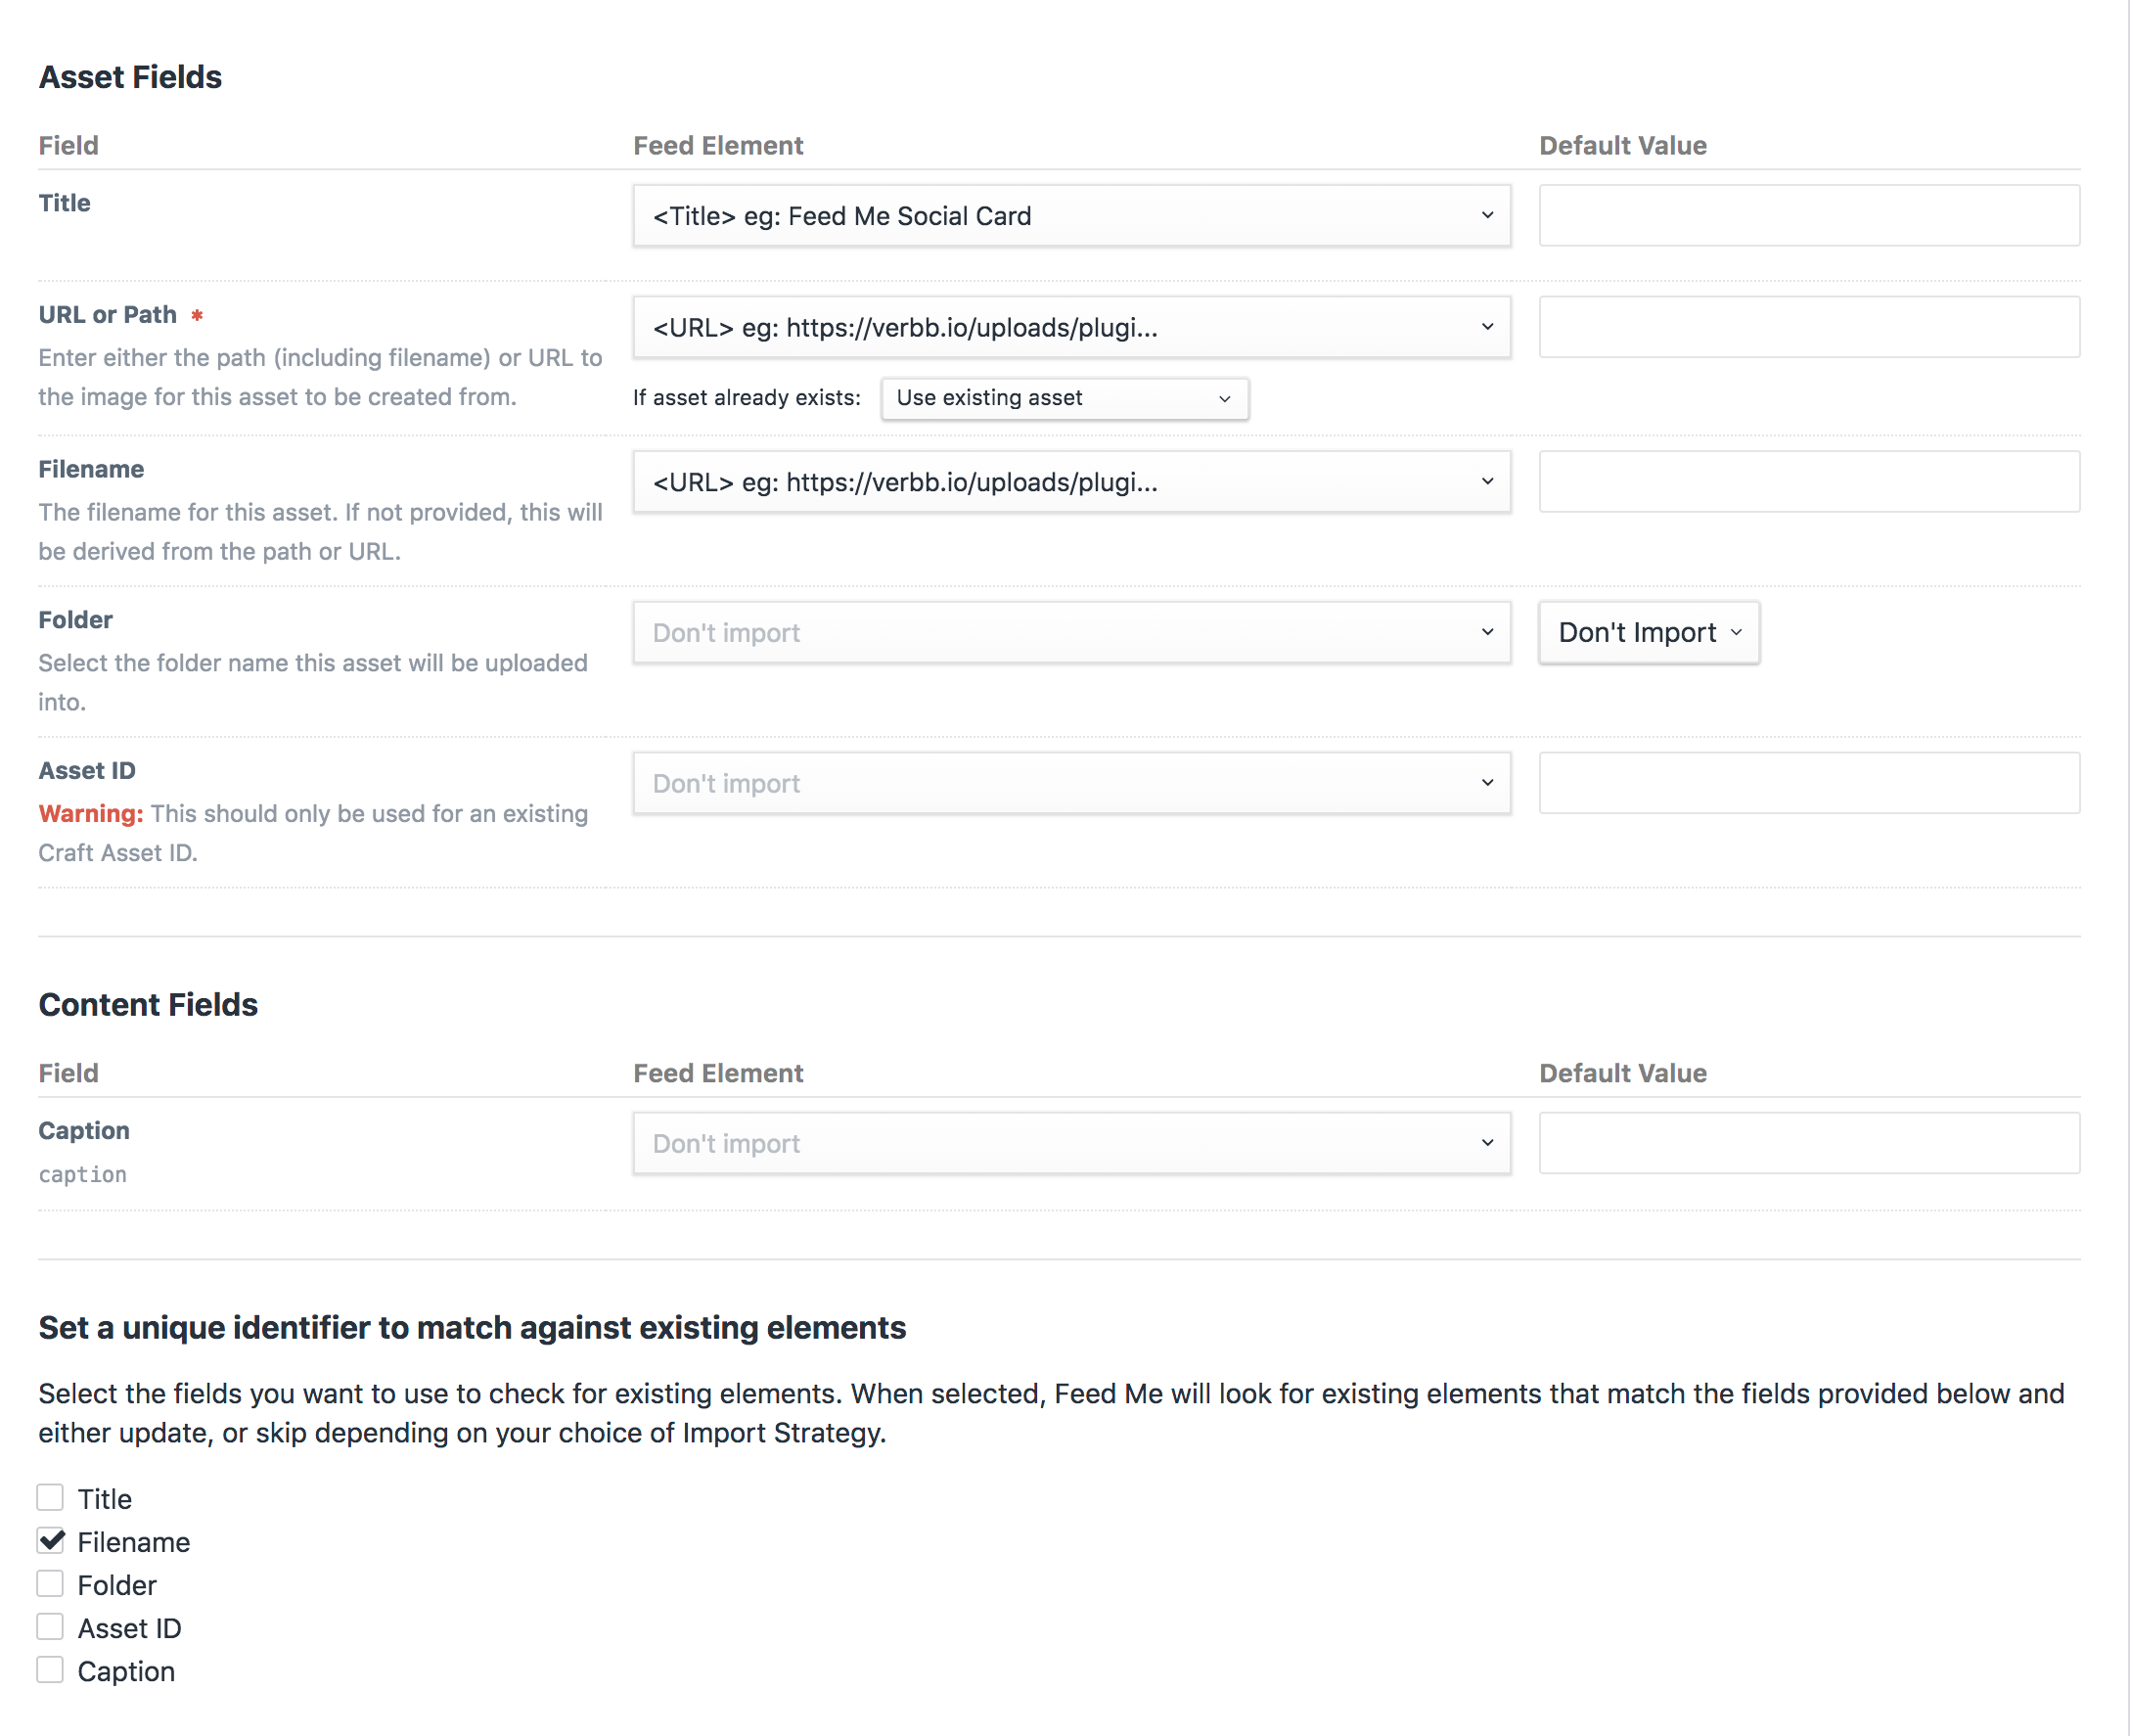 Asset Fields
Field Feed Element Default Value
Title <Title> eg: Feed Me Social Card
URL or Path * <URL> eg: https://verbb.io/uploads/plugi...
Enter either the path (including filename) or URL to
the image for this asset to be created from.
If asset already exists: Use existing asset
Filename <URL> eg: https://verbb.io/uploads/plugi...
The filename for this asset. If not provided, this will
be derived from the path or URL.
Folder Don't import Don't Import
Select the folder name this asset will be uploaded
into.
Asset ID Don't import
Warning: This should only be used for an existing
Craft Asset ID.
Content Fields
Field Feed Element Default Value
Caption Don't import
caption
Set a unique identifier to match against existing elements
Select the fields you want to use to check for existing elements. When selected, Feed Me will look for existing elements that match the fields provided below and
either update, or skip depending on your choice of Import Strategy.
Title
Filename
Folder
Asset ID
Caption